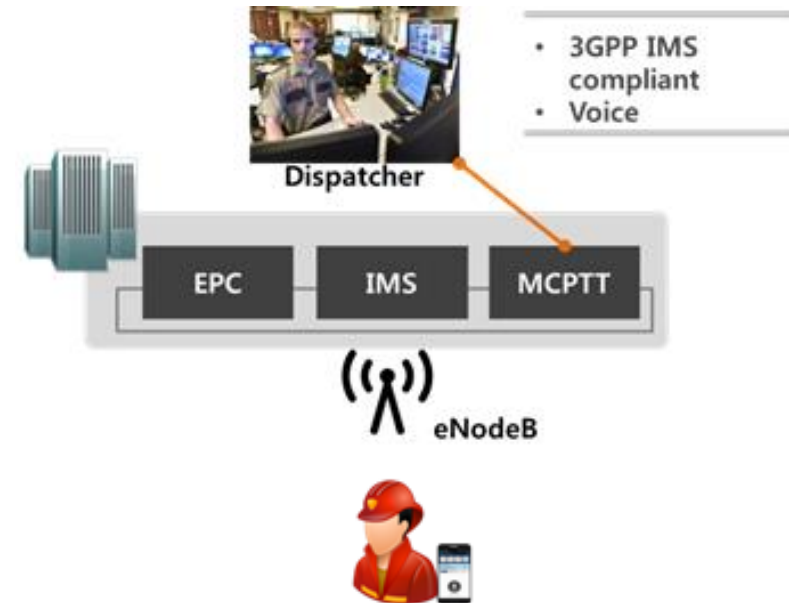 • 3GPP IMS
compliant
• Voice
Dispatcher
EPC
IMS
MCPTT
eNodeB